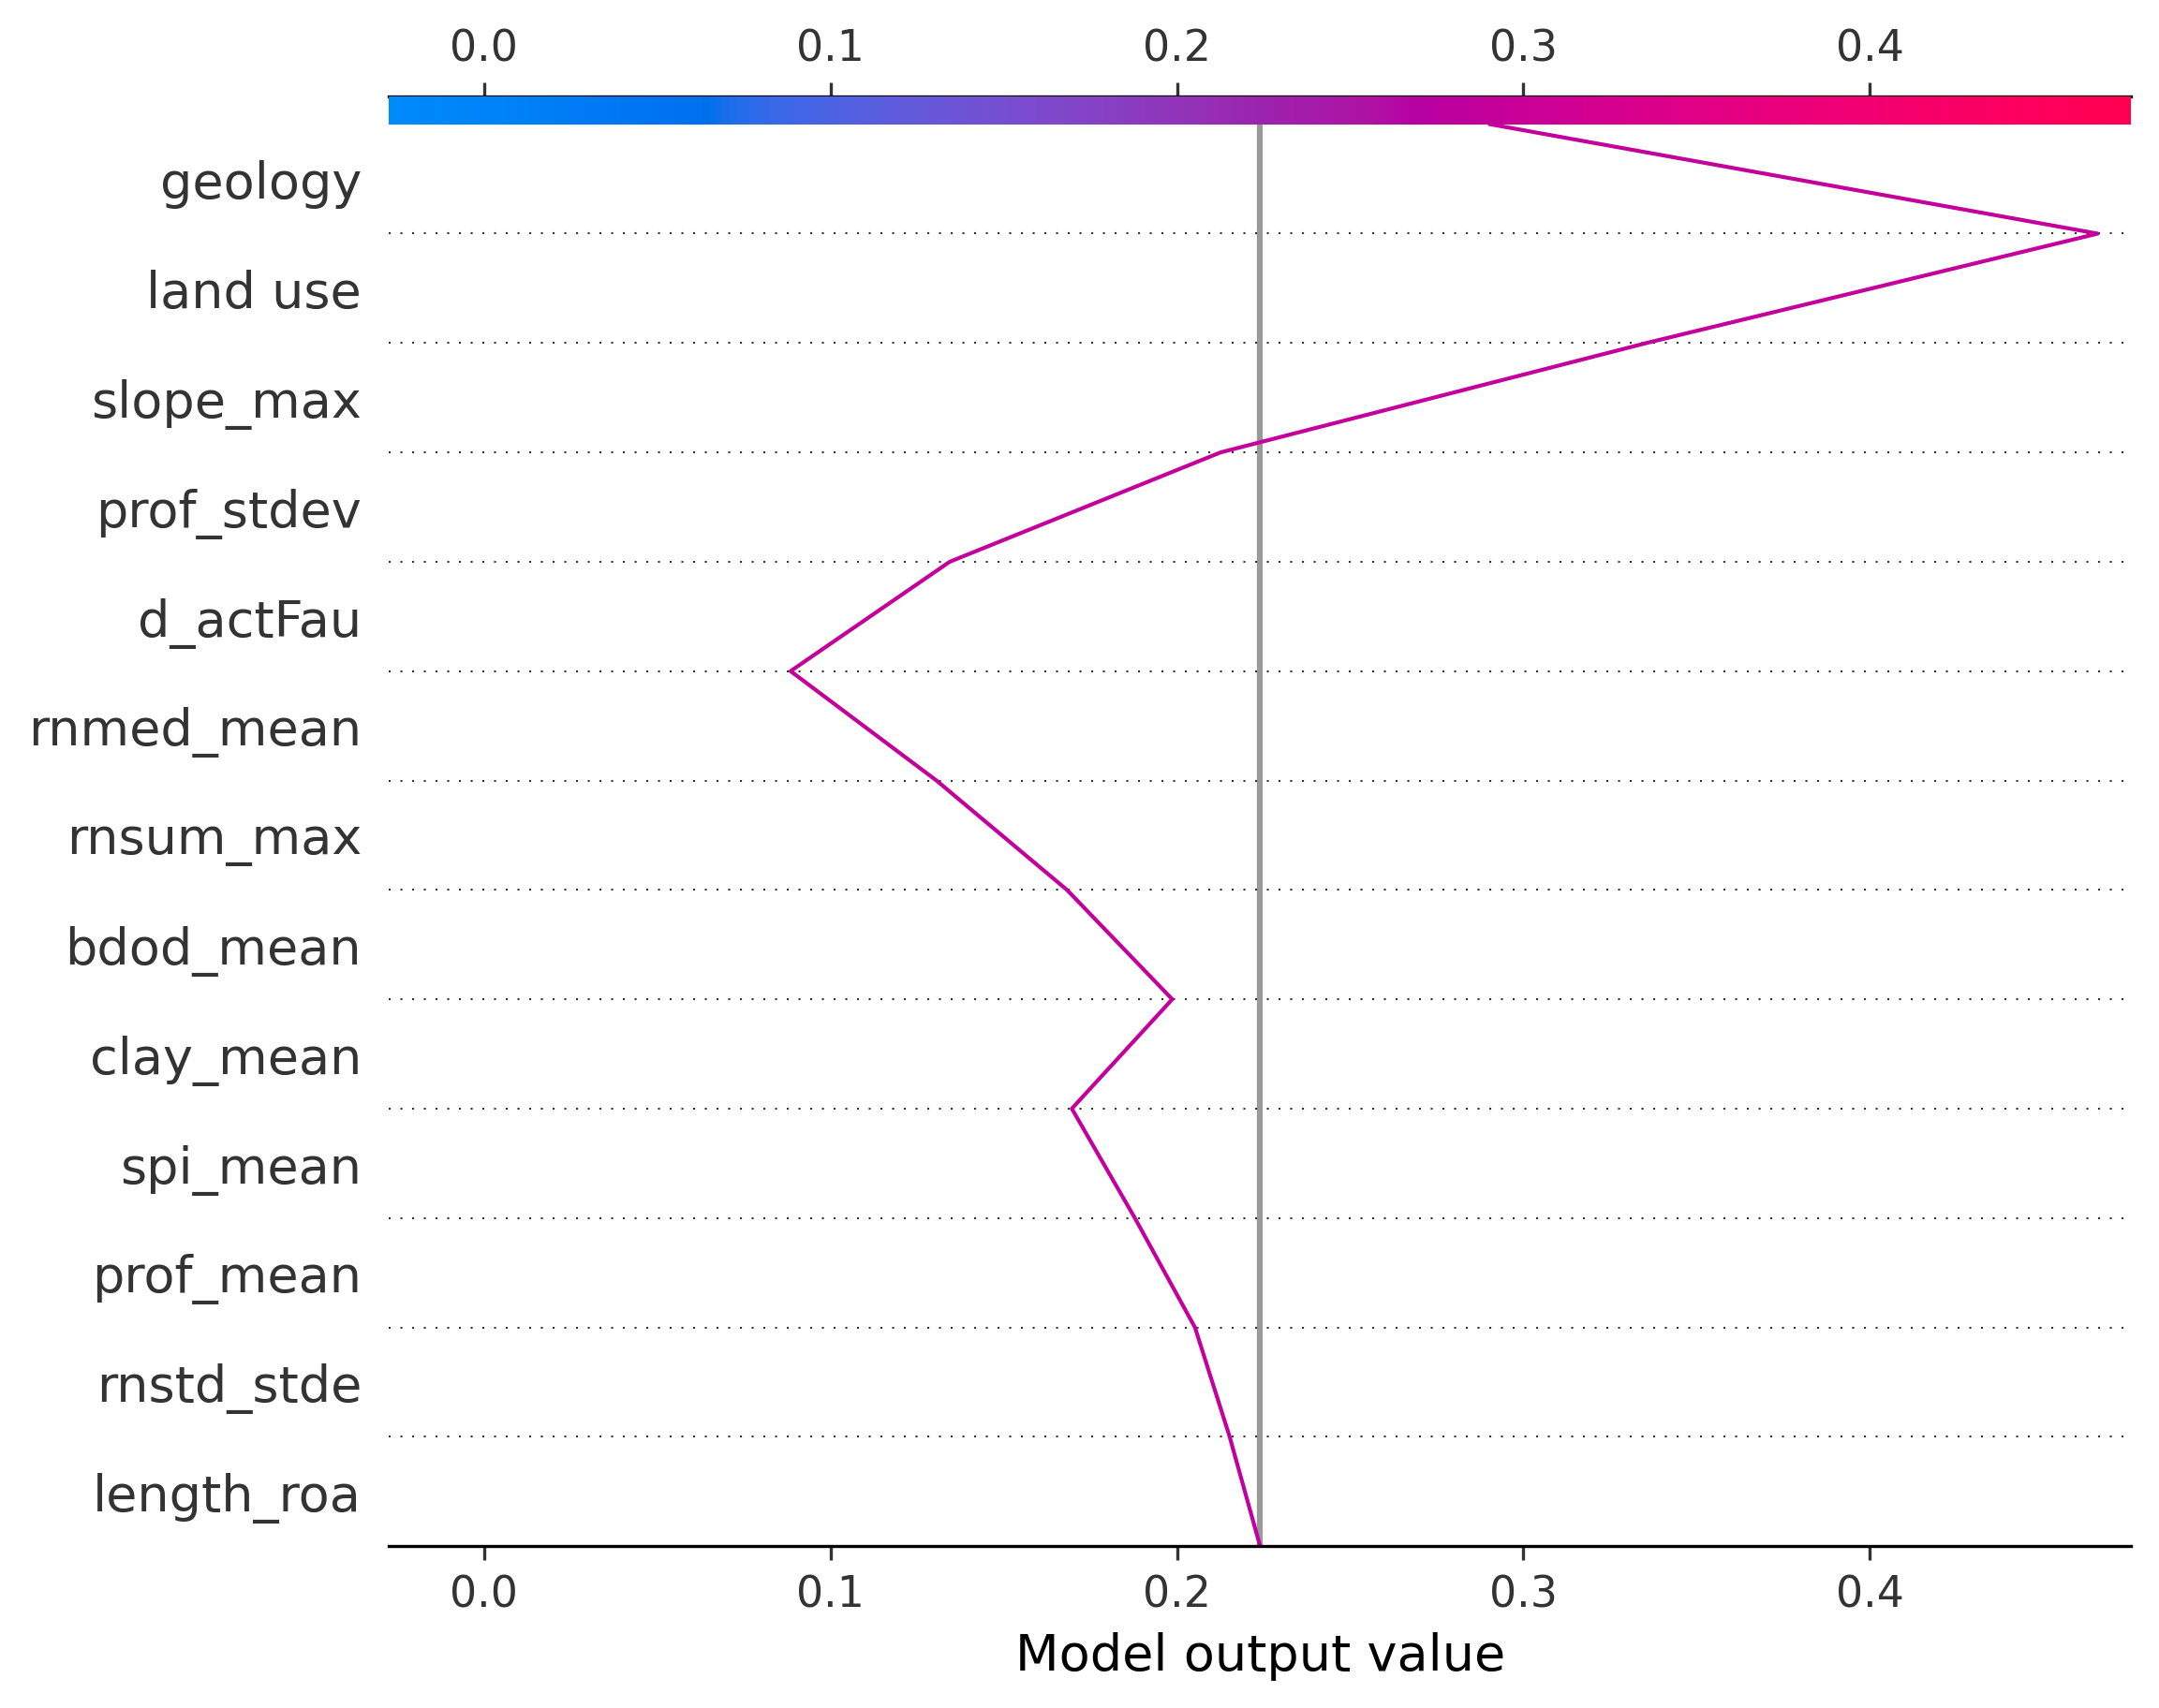 0.0 0.1 0.2 0.3 0.4
geology
land use
slope_max
prof_stdev
d_actFau
rnmed_mean
rnsum_max
bdod_mean
clay_mean
spi_mean
prof_mean
rnstd_stde
length_roa
0.0 0.1 0.2 0.3 0.4
Model output value